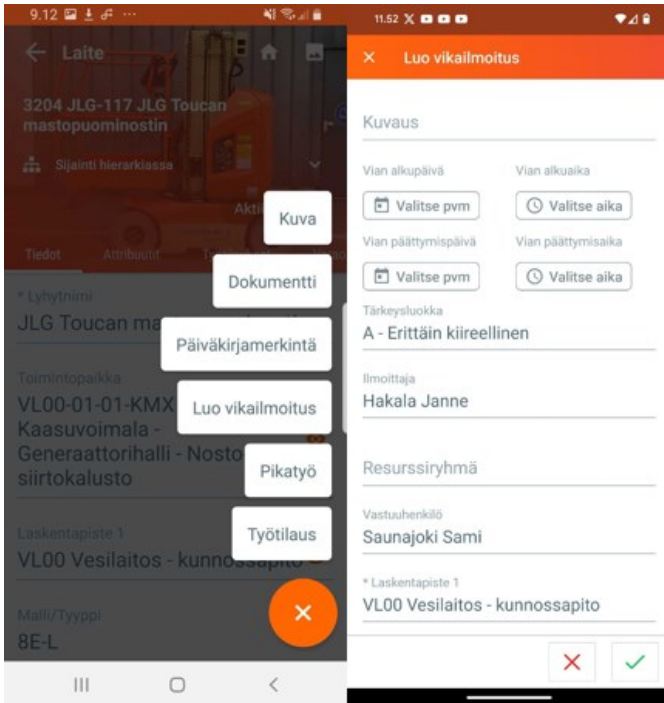 9.12
Laite
3204 JLG-117 JLG Toucan
mastopuominostin
Sijainti hierarkiassa
Kuva
Tiedot
Attribuutit
Dokumentti
* Lyhytnimi
JLG Toucan
Päiväkirjamerkintä
Toimintopaikka
VL00-01-01-KMX
Luo vikailmoitus
Kaasuvoimala -
Generaattorihalli - Nosto
siirtokalusto
Pikatyö
Laskentapiste 1
Työtilaus
VL00 Vesilaitos - kunnossapito
Malli/Tyyppi
8E-L
11.52
Luo vikailmoitus
Kuvaus
Vian alkupäivä Vian alkuaika
Valitse pvm Valitse aika
Vian päättymispäivä Vian päättymisaika
Valitse pvm Valitse aika
Tärkeysluokka
A - Erittäin kiireellinen
Ilmoittaja
Hakala Janne
Resurssiryhmä
Vastuuhenkilö
Saunajoki Sami
* Laskentapiste 1
VL00 Vesilaitos - kunnossapito